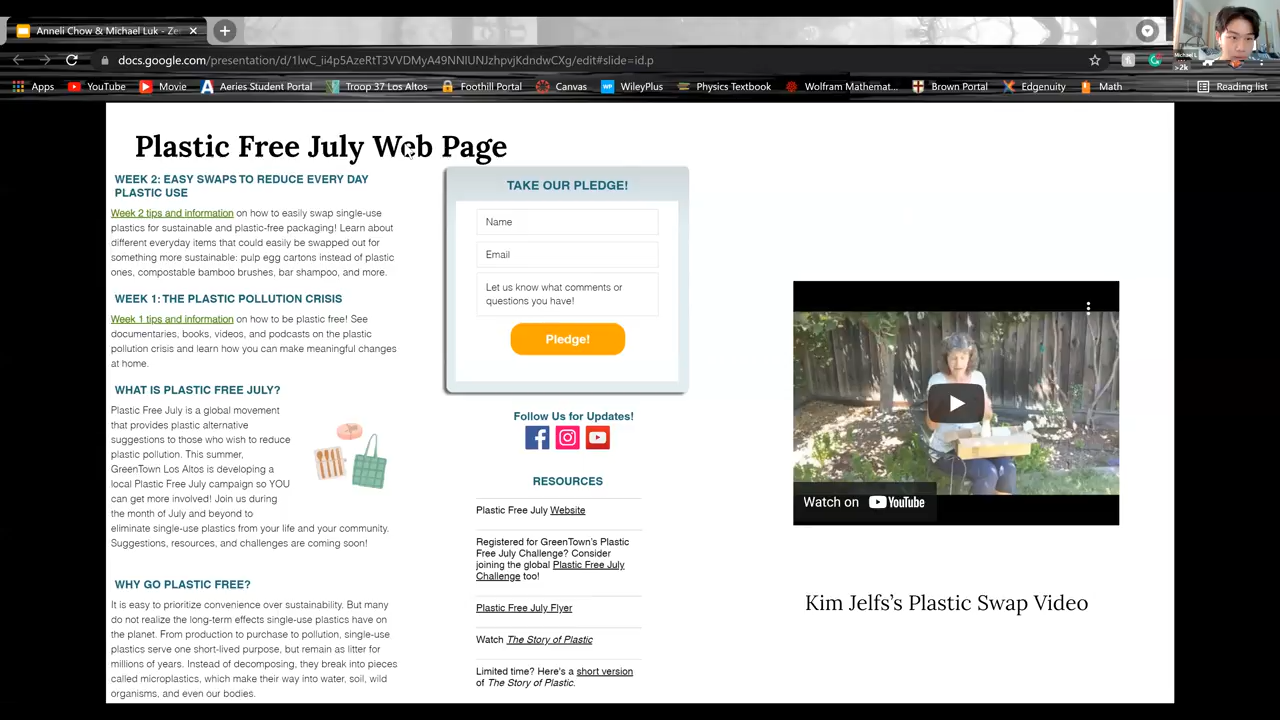 Anneli Chow & Michael Luk - Ze
docs.google.com/presentation/d/1lwC_ii4p5AzeRtT3VVDMyA49NNLUKAzhpvjKdndwCXg/edit#slide=id.p
Michael L
>2k
Apps YouTube Movie Aeries Student Portal Troop 37 Los Altos Foothill Portal Canvas WileyPlus Physics Textbook Wolfram Mathemat... Brown Portal Edgenuity Math Reading list
Plastic Free July Web Page
WEEK 2: EASY SWAPS TO REDUCE EVERY DAY
PLASTIC USE
Week 2 tips and information on how to easily swap single-use
plastics for sustainable and plastic-free packaging! Learn about
different everyday items that could easily be swapped out for
something more sustainable: pulp egg cartons instead of plastic
ones, compostable bamboo brushes, bar shampoo, and more.
WEEK 1: THE PLASTIC POLLUTION CRISIS
Week 1 tips and information on how to be plastic free! See
documentaries, books, videos, and podcasts on the plastic
pollution crisis and learn how you can make meaningful changes
at home.
WHAT IS PLASTIC FREE JULY?
Plastic Free July is a global movement
that provides plastic alternative
suggestions to those who wish to reduce
plastic pollution. This summer,
GreenTown Los Altos is developing a
local Plastic Free July campaign so YOU
can get more involved! Join us during
the month of July and beyond to
eliminate single-use plastics from your life and your community.
Suggestions, resources, and challenges are coming soon!
WHY GO PLASTIC FREE?
It is easy to prioritize convenience over sustainability. But many
do not realize the long-term effects single-use plastics have on
the planet. From production to purchase to pollution, single-use
plastics serve one short-lived purpose, but remain as litter for
millions of years. Instead of decomposing, they break into pieces
called microplastics, which make their way into water, soil, wild
organisms, and even our bodies.
TAKE OUR PLEDGE!
Name
Email
Let us know what comments or
questions you have!
Pledge!
Follow Us for Updates!
RESOURCES
Plastic Free July Website
Registered for GreenTown's Plastic
Free July Challenge? Consider
joining the global Plastic Free July
Challenge too!
Plastic Free July Flyer
Watch The Story of Plastic
Limited time? Here's a short version
of The Story of Plastic.
Watch on YouTube
Kim Jelfs's Plastic Swap Video